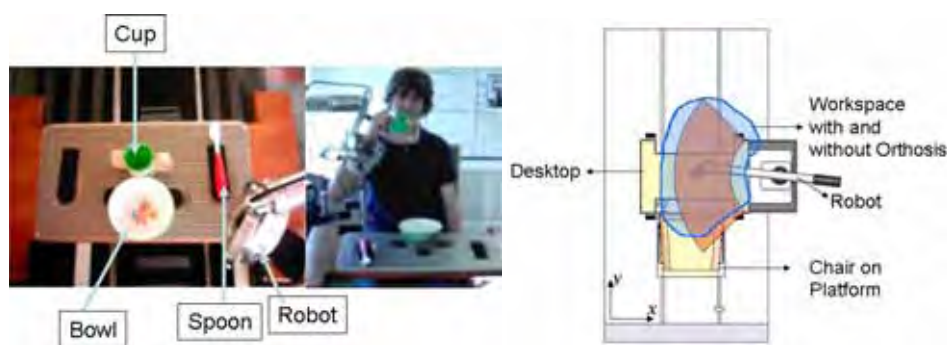 Cup
Bowl
Spoon
Robot
Desktop
Workspace
with and
without Orthosis
Robot
Chair on
Platform
y
x